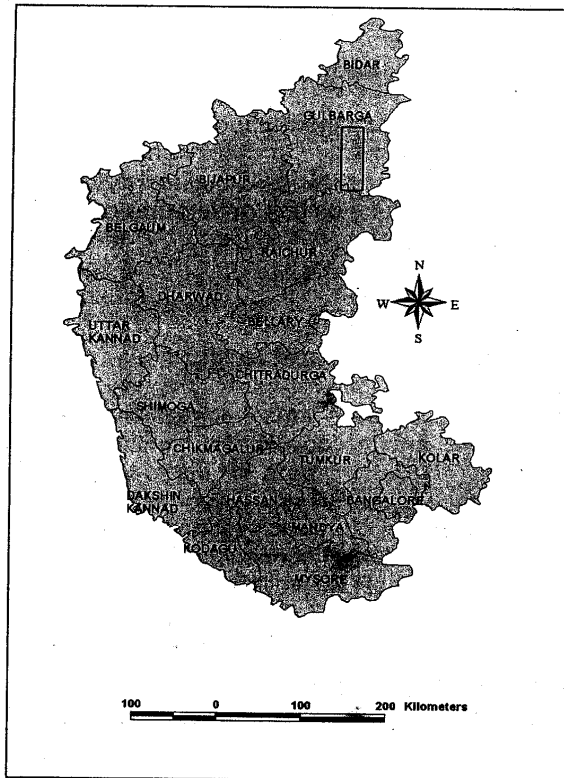 BIDAR
GULBARGA
BIJAPUR
BELGAUM
RAICHUR
N
DHARWAD
W E
BELLARY
S
UTTAR
KANNAD
CHITRADURGA
SHIMOGA
CHIKMAGALUR
TUMKUR
KOLAR
DAKSHIN
KANNAD
HASSAN
BANGALORE
MANDYA
KODAGU
MYSORE
100 0 100 200 Kilometers